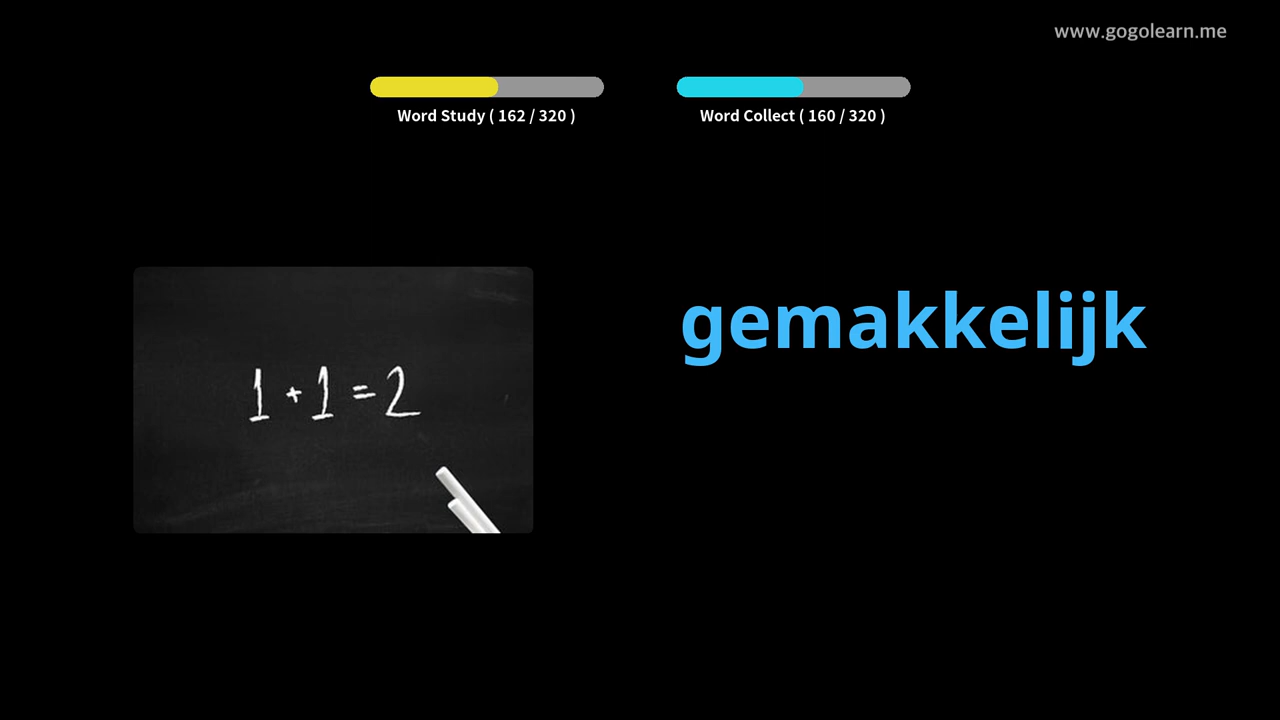 www.gogolearn.me
Word Study ( 162 / 320 )
Word Collect ( 160 / 320 )
gemakkelijk
1 + 1 = 2